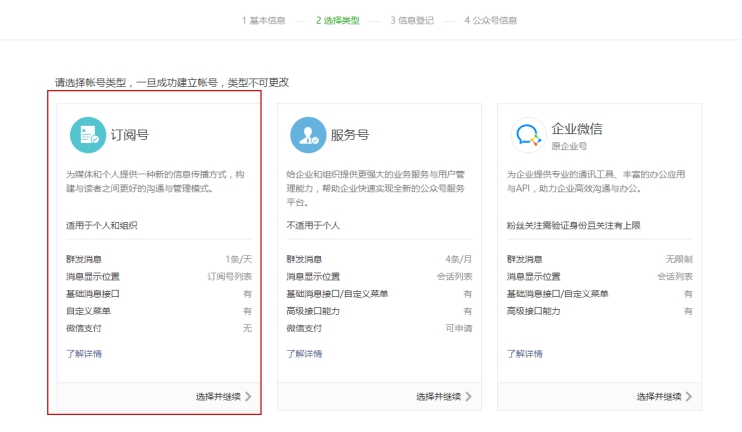 1 基本信息 2 选择类型 3 信息登记 4 公众号信息
请选择帐号类型，一旦成功建立帐号，类型不可更改
订阅号
为媒体和个人提供一种新的信息传播方式，构
建与读者之间更好的沟通与管理模式。
适用于个人和组织
群发消息 1条/天
消息显示位置 订阅号列表
基础消息接口 有
自定义菜单 有
微信支付 无
了解详情
选择并继续
服务号
给企业和组织提供更强大的业务服务与用户管
理能力，帮助企业快速实现全新的公众号服务
平台。
不适用于个人
群发消息 4条/月
消息显示位置 会话列表
基础消息接口/自定义菜单 有
高级接口能力 有
微信支付 可申请
了解详情
选择并继续
企业微信
原企业号
为企业提供专业的通讯工具、丰富的办公应用
与API，助力企业高效沟通与办公。
粉丝关注需验证身份且关注有上限
群发消息 无限制
消息显示位置 会话列表
基础消息接口/自定义菜单 有
高级接口能力 有
了解详情
选择并继续